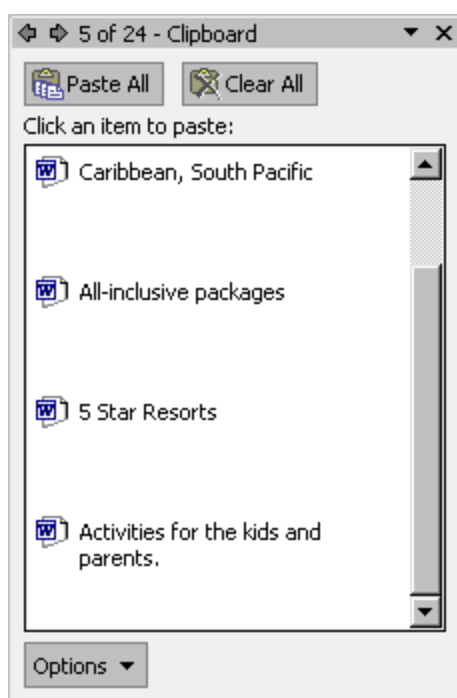 5 of 24 - Clipboard
Paste All Clear All
Click an item to paste:
Caribbean, South Pacific
All-inclusive packages
5 Star Resorts
Activities for the kids and
parents.
Options